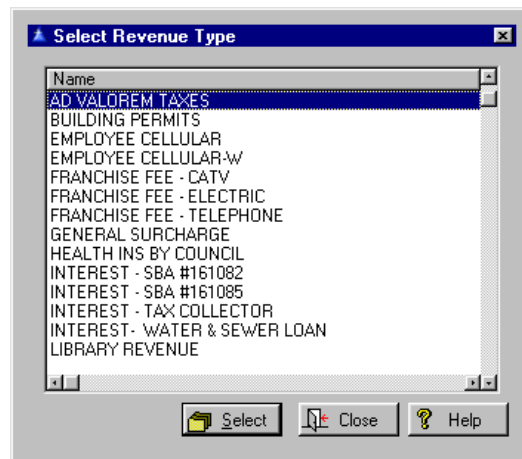 Select Revenue Type
Name
AD VALOREM TAXES
BUILDING PERMITS
EMPLOYEE CELLULAR
EMPLOYEE CELLULAR-W
FRANCHISE FEE - CATV
FRANCHISE FEE - ELECTRIC
FRANCHISE FEE - TELEPHONE
GENERAL SURCHARGE
HEALTH INS BY COUNCIL
INTEREST - SBA #161082
INTEREST - SBA #161085
INTEREST - TAX COLLECTOR
INTEREST- WATER & SEWER LOAN
LIBRARY REVENUE
Select Close Help